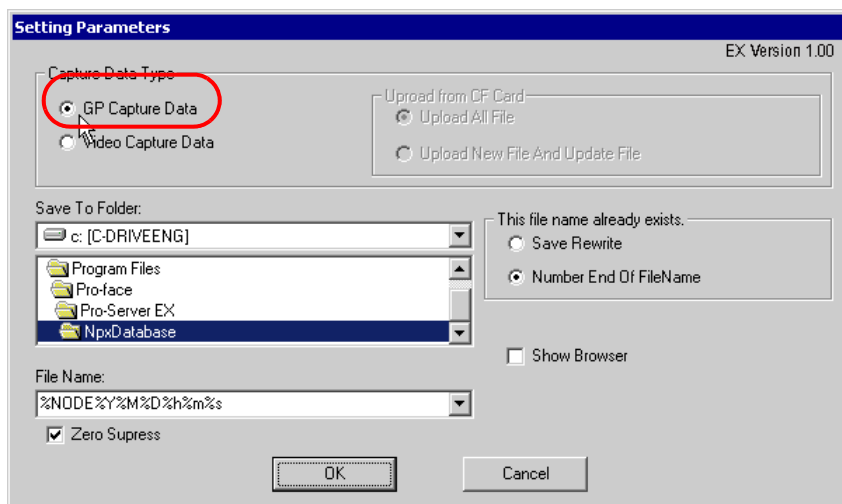 Setting Parameters
EX Version 1.00
Capture Data Type
GP Capture Data
Video Capture Data
Uproad from CF Card
Upload All File
Upload New File And Update File
Save To Folder:
c: [C-DRIVEENG]
Program Files
Pro-face
Pro-Server EX
NpxDatabase
This file name already exists.
Save Rewrite
Number End Of FileName
Show Browser
File Name:
%NODE%Y%M%D%h%m%s
Zero Supress
OK
Cancel